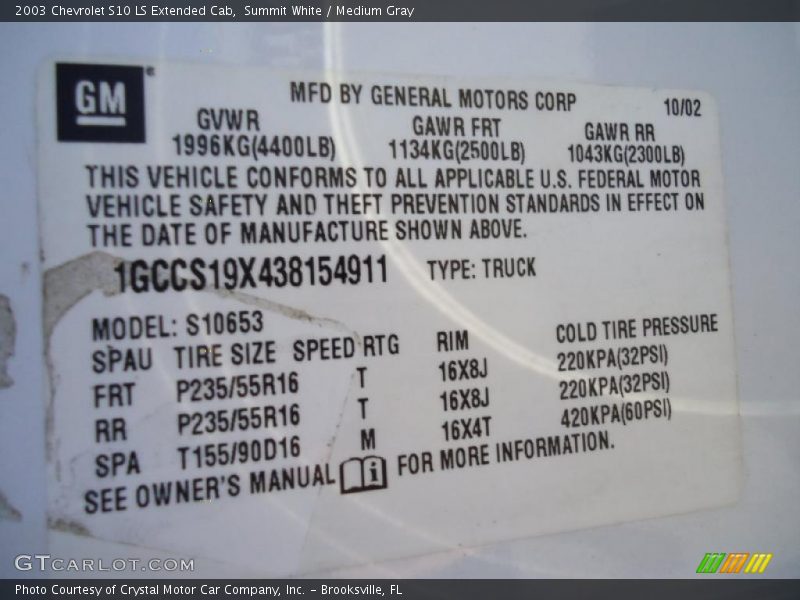 2003 Chevrolet S10 LS Extended Cab, Summit White / Medium Gray
GM®
MFD BY GENERAL MOTORS CORP 10/02
GVWR GAWR FRT GAWR RR
1996KG(4400LB) 1134KG(2500LB) 1043KG(2300LB)
THIS VEHICLE CONFORMS TO ALL APPLICABLE U.S. FEDERAL MOTOR
VEHICLE SAFETY AND THEFT PREVENTION STANDARDS IN EFFECT ON
THE DATE OF MANUFACTURE SHOWN ABOVE.
1GCCS19X438154911 TYPE: TRUCK
MODEL: S10653
SPAU TIRE SIZE SPEED RTG RIM COLD TIRE PRESSURE
FRT P235/55R16 T 16X8J 220KPA(32PSI)
RR P235/55R16 T 16X8J 220KPA(32PSI)
SPA T155/90D16 M 16X4T 420KPA(60PSI)
SEE OWNER'S MANUAL i FOR MORE INFORMATION.
GTCARLOT.COM
Photo Courtesy of Crystal Motor Car Company, Inc. – Brooksville, FL